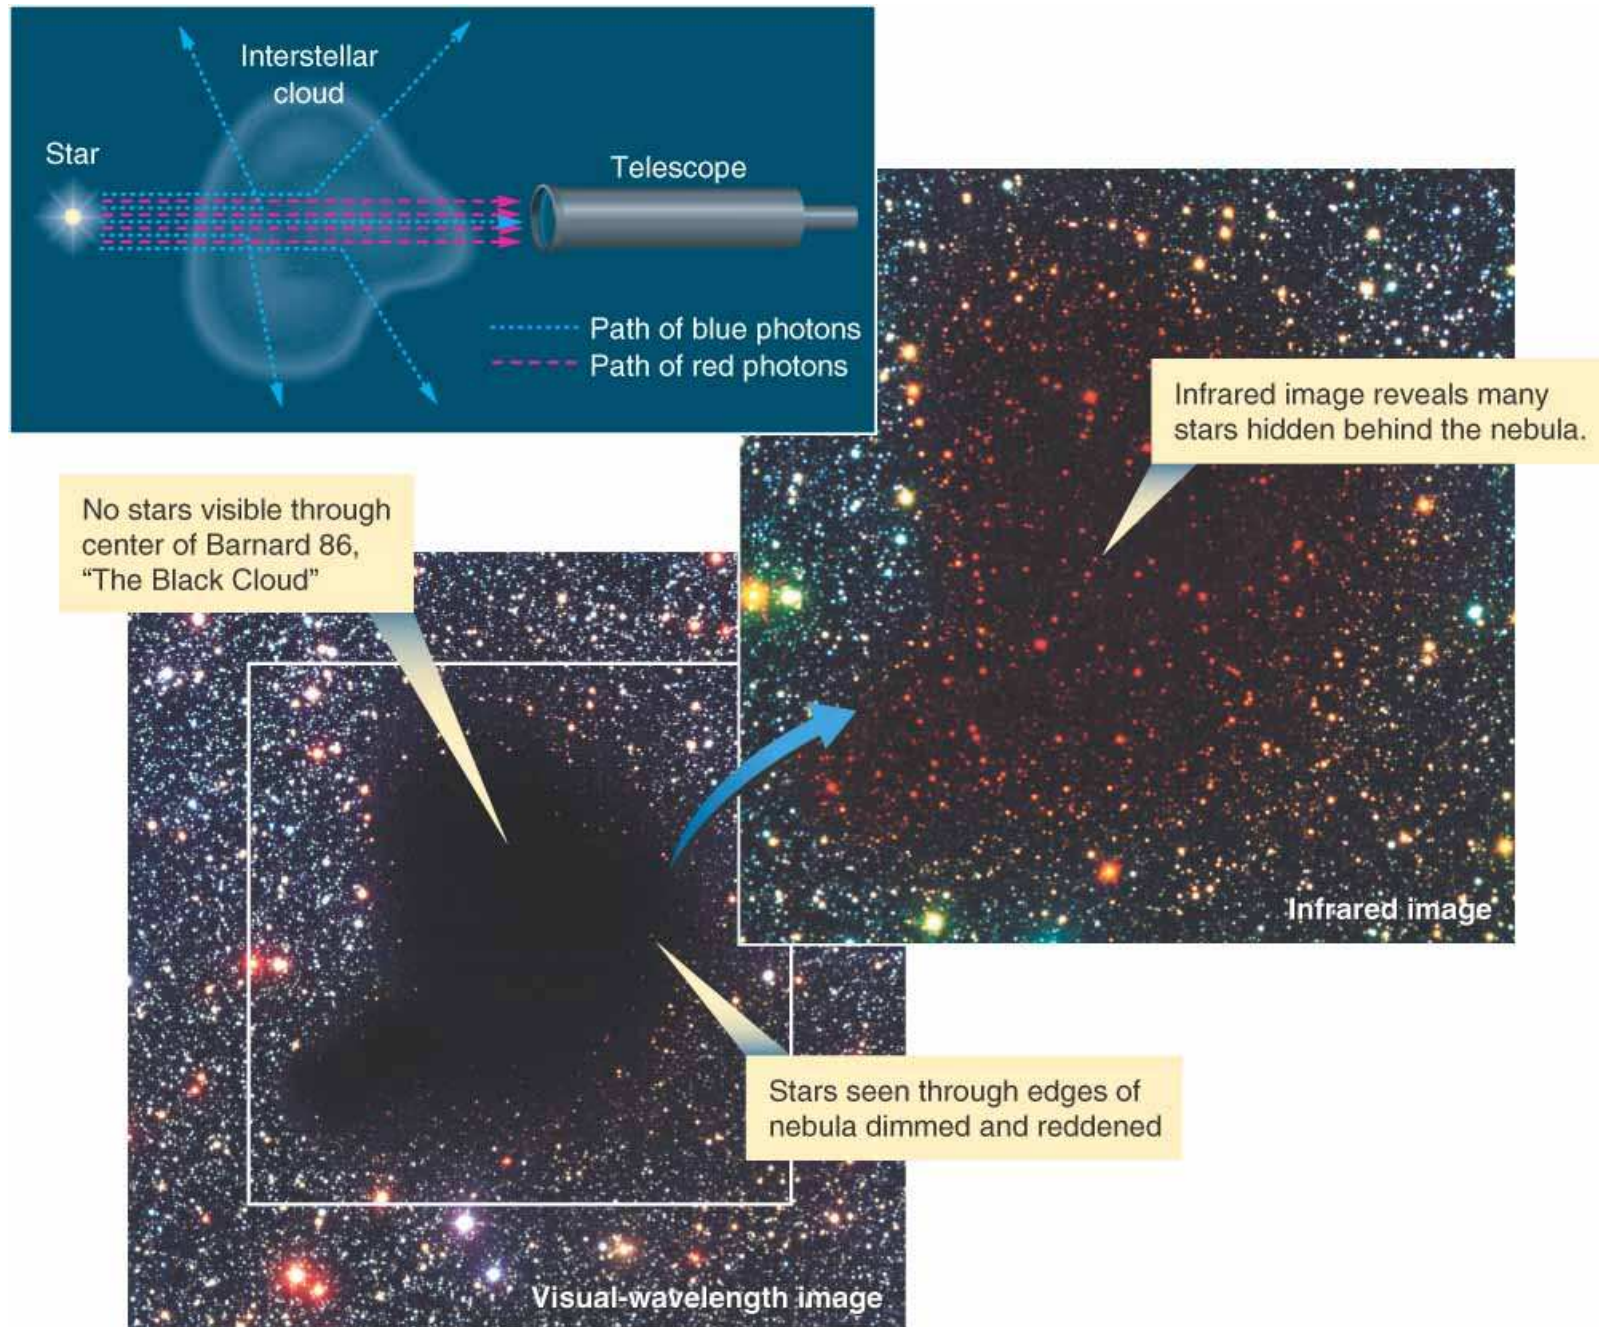 Interstellar
cloud
Star
Telescope
Path of blue photons
Path of red photons
Infrared image reveals many
stars hidden behind the nebula.
No stars visible through
center of Barnard 86,
“The Black Cloud”
Infrared image
Stars seen through edges of
nebula dimmed and reddened
Visual-wavelength image